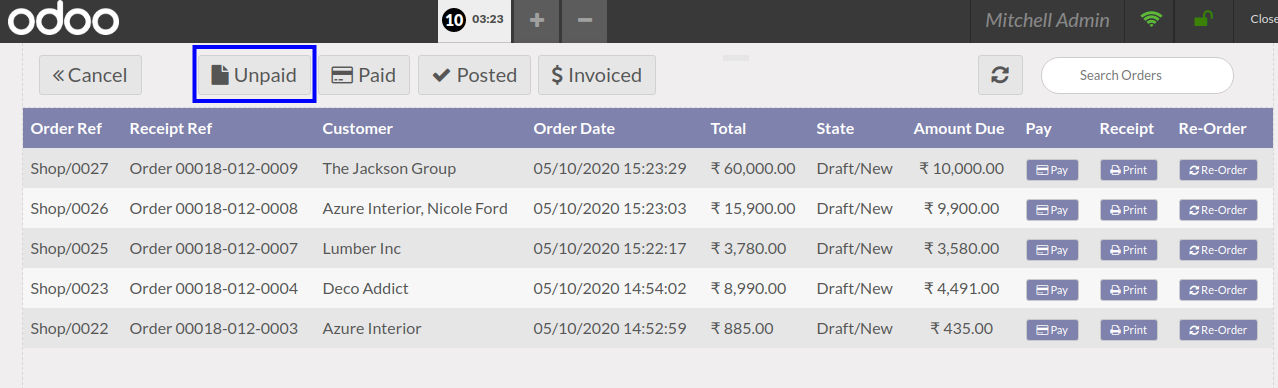 odoo 10 03:23 Mitchell Admin Close
Cancel Unpaid Paid Posted Invoiced Search Orders
Order Ref Receipt Ref Customer Order Date Total State Amount Due Pay Receipt Re-Order
Shop/0027 Order 00018-012-0009 The Jackson Group 05/10/2020 15:23:29 ₹ 60,000.00 Draft/New ₹ 10,000.00 Pay Print Re-Order
Shop/0026 Order 00018-012-0008 Azure Interior, Nicole Ford 05/10/2020 15:23:03 ₹ 15,900.00 Draft/New ₹ 9,900.00 Pay Print Re-Order
Shop/0025 Order 00018-012-0007 Lumber Inc 05/10/2020 15:22:17 ₹ 3,780.00 Draft/New ₹ 3,580.00 Pay Print Re-Order
Shop/0023 Order 00018-012-0004 Deco Addict 05/10/2020 14:54:02 ₹ 8,990.00 Draft/New ₹ 4,491.00 Pay Print Re-Order
Shop/0022 Order 00018-012-0003 Azure Interior 05/10/2020 14:52:59 ₹ 885.00 Draft/New ₹ 435.00 Pay Print Re-Order